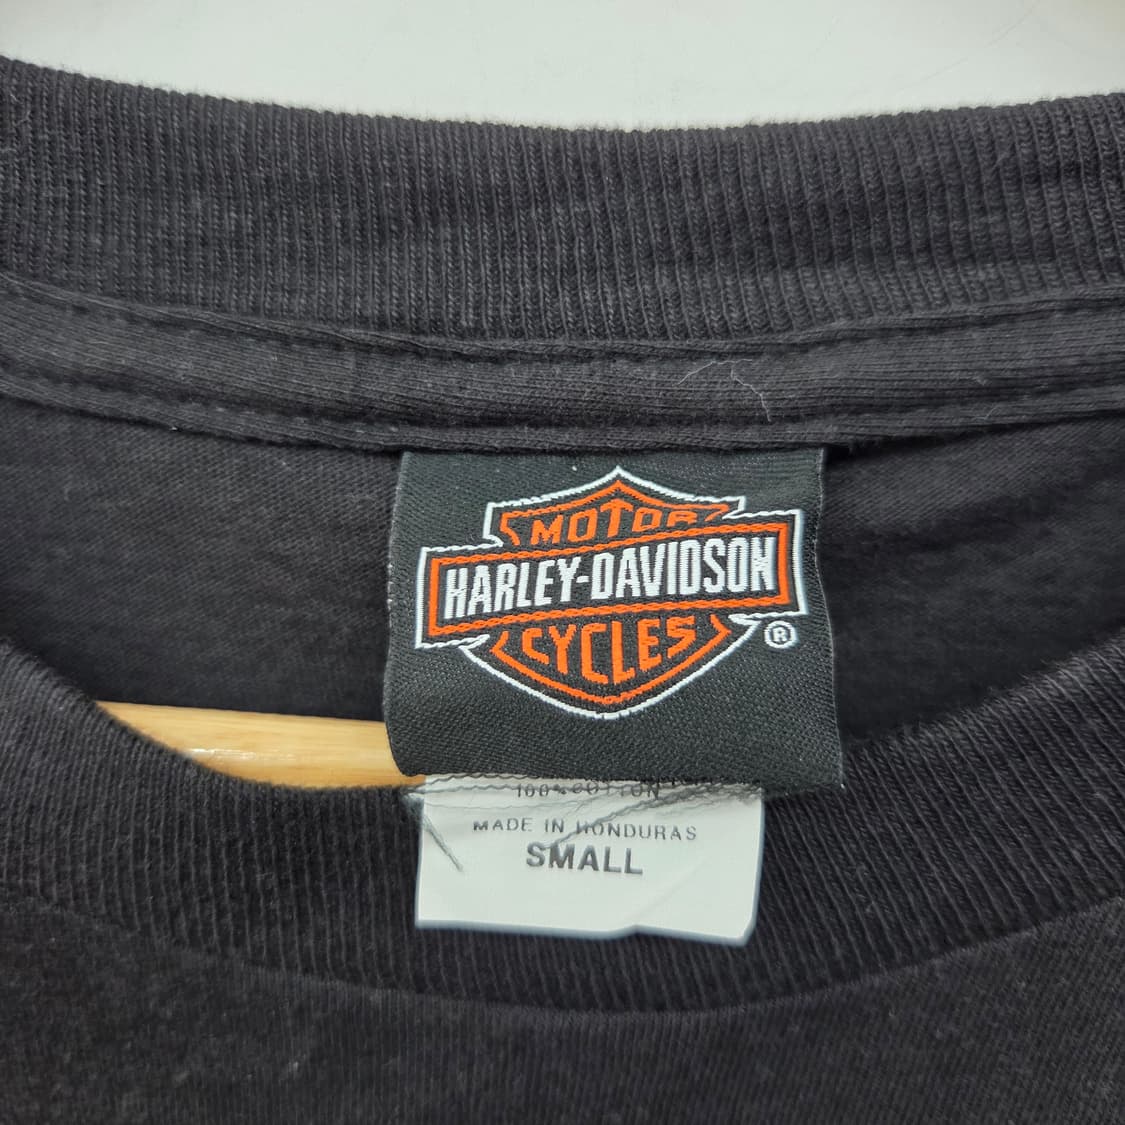 MOTOR
HARLEY-DAVIDSON
CYCLES
®
100% COTTON
MADE IN HONDURAS
SMALL